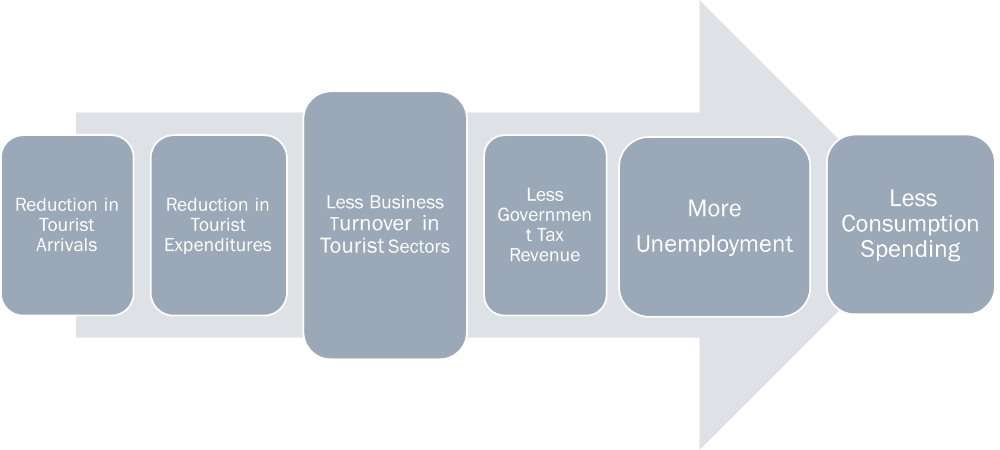 Reduction in
Tourist
Arrivals
Reduction in
Tourist
Expenditures
Less Business
Turnover in
Tourist Sectors
Less
Governmen
t Tax
Revenue
More
Unemployment
Less
Consumption
Spending